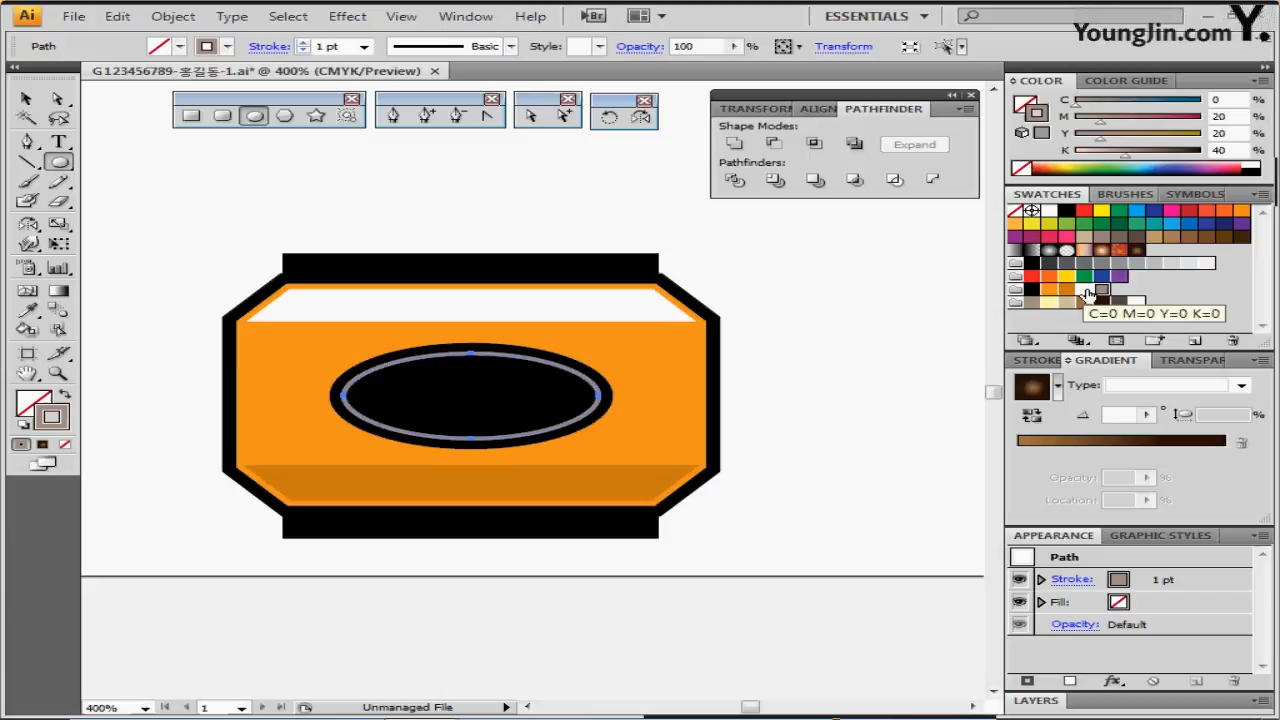 Ai File Edit Object Type Select Effect View Window Help Br ESSENTIALS
YoungJin.com Y.
Path Stroke: 1 pt Basic Style: Opacity: 100 % Transform
G123456789-홍길동-1.ai* @ 400% (CMYK/Preview)
COLOR COLOR GUIDE
C 0 %
M 20 %
Y 20 %
K 40 %
TRANSFORM ALIGN PATHFINDER
Shape Modes:
Expand
Pathfinders:
SWATCHES BRUSHES SYMBOLS
C=0 M=0 Y=0 K=0
STROKE GRADIENT TRANSPAR
Type:
%
Opacity: %
Location: %
APPEARANCE GRAPHIC STYLES
Path
Stroke: 1 pt
Fill:
Opacity: Default
fx
LAYERS
400% 1 Unmanaged File